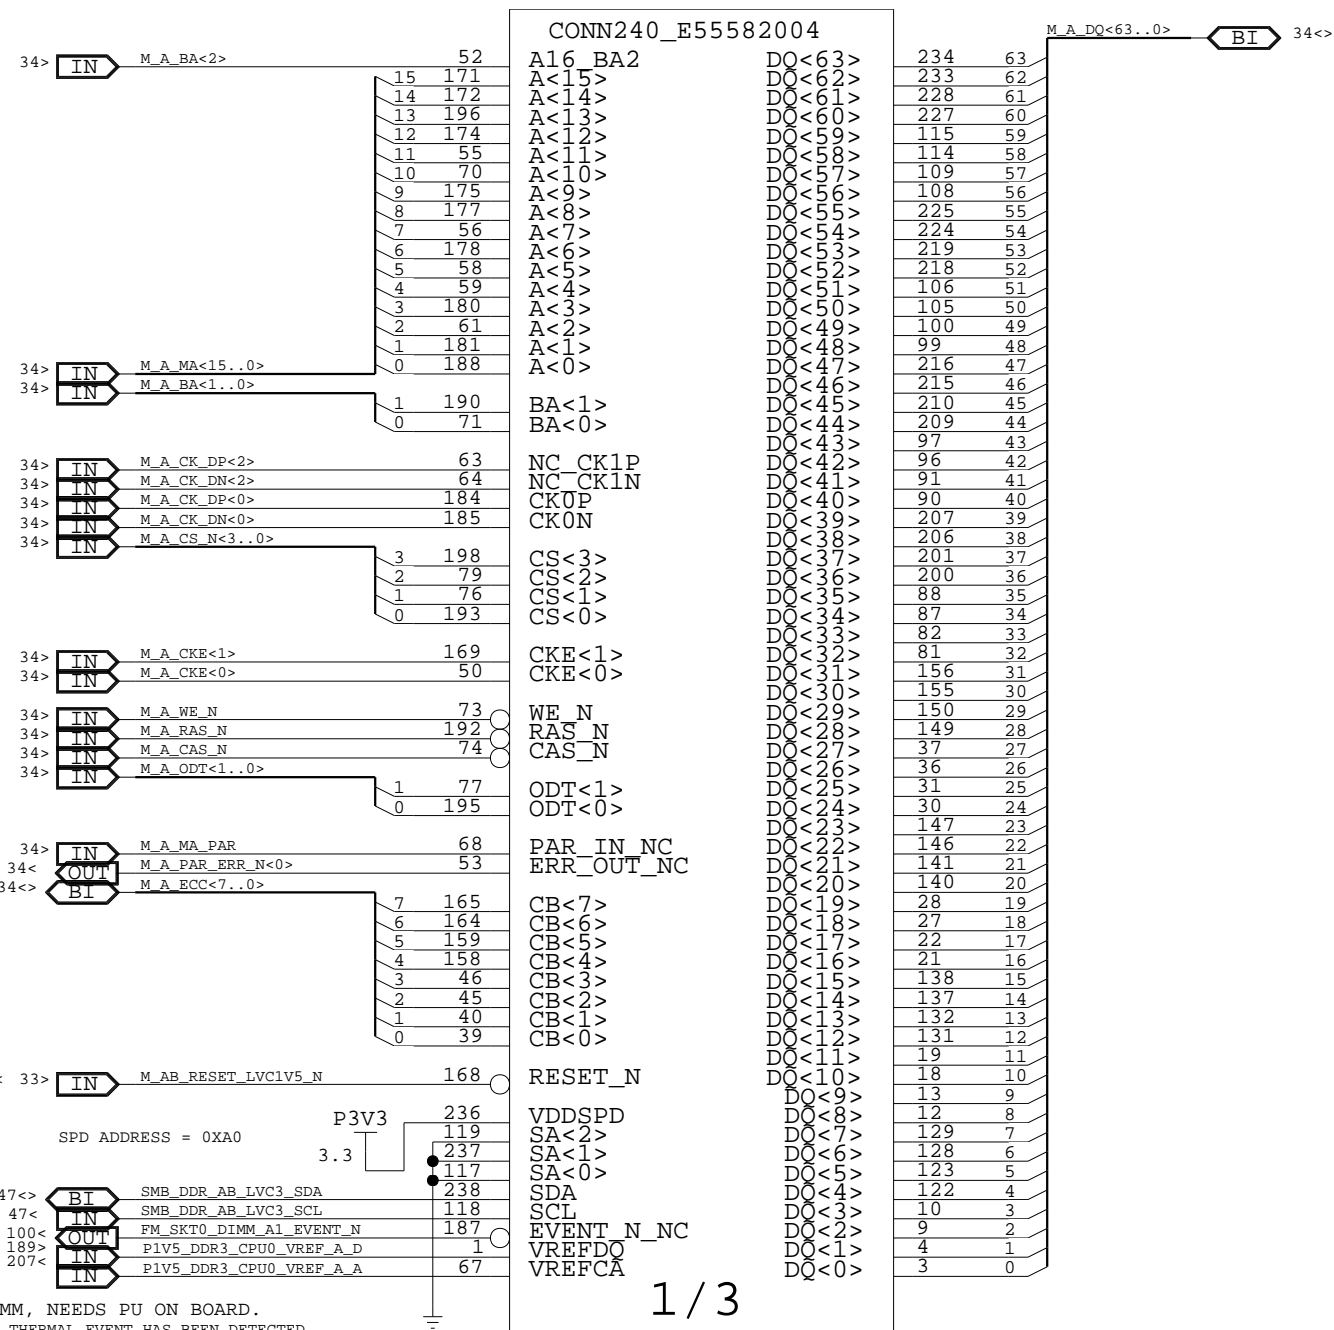 CONN240_E55582004
M_A_DQ<63..0> BI 34<>
34> IN M_A_BA<2> 52 A16_BA2 DQ<63> 234 63
15 171 A<15> DQ<62> 233 62
14 172 A<14> DQ<61> 228 61
13 196 A<13> DQ<60> 227 60
12 174 A<12> DQ<59> 115 59
11 55 A<11> DQ<58> 114 58
10 70 A<10> DQ<57> 109 57
9 175 A<9> DQ<56> 108 56
8 177 A<8> DQ<55> 225 55
7 56 A<7> DQ<54> 224 54
6 178 A<6> DQ<53> 219 53
5 58 A<5> DQ<52> 218 52
4 59 A<4> DQ<51> 106 51
3 180 A<3> DQ<50> 105 50
2 61 A<2> DQ<49> 100 49
1 181 A<1> DQ<48> 99 48
34> IN M_A_MA<15..0> 0 188 A<0> DQ<47> 216 47
34> IN M_A_BA<1..0> DQ<46> 215 46
1 190 BA<1> DQ<45> 210 45
0 71 BA<0> DQ<44> 209 44
DQ<43> 97 43
34> IN M_A_CK_DP<2> 63 NC_CK1P DQ<42> 96 42
34> IN M_A_CK_DN<2> 64 NC_CK1N DQ<41> 91 41
34> IN M_A_CK_DP<0> 184 CK0P DQ<40> 90 40
34> IN M_A_CK_DN<0> 185 CK0N DQ<39> 207 39
34> IN M_A_CS_N<3..0> DQ<38> 206 38
3 198 CS<3> DQ<37> 201 37
2 79 CS<2> DQ<36> 200 36
1 76 CS<1> DQ<35> 88 35
0 193 CS<0> DQ<34> 87 34
DQ<33> 82 33
34> IN M_A_CKE<1> 169 CKE<1> DQ<32> 81 32
34> IN M_A_CKE<0> 50 CKE<0> DQ<31> 156 31
DQ<30> 155 30
34> IN M_A_WE_N 73 WE_N DQ<29> 150 29
34> IN M_A_RAS_N 192 RAS_N DQ<28> 149 28
34> IN M_A_CAS_N 74 CAS_N DQ<27> 37 27
34> IN M_A_ODT<1..0> DQ<26> 36 26
1 77 ODT<1> DQ<25> 31 25
0 195 ODT<0> DQ<24> 30 24
DQ<23> 147 23
34> IN M_A_MA_PAR 68 PAR_IN_NC DQ<22> 146 22
34< OUT M_A_PAR_ERR_N<0> 53 ERR_OUT_NC DQ<21> 141 21
34<> BI M_A_ECC<7..0> DQ<20> 140 20
7 165 CB<7> DQ<19> 28 19
6 164 CB<6> DQ<18> 27 18
5 159 CB<5> DQ<17> 22 17
4 158 CB<4> DQ<16> 21 16
3 46 CB<3> DQ<15> 138 15
2 45 CB<2> DQ<14> 137 14
1 40 CB<1> DQ<13> 132 13
0 39 CB<0> DQ<12> 131 12
DQ<11> 19 11
< 33> IN M_AB_RESET_LVC1V5_N 168 RESET_N DQ<10> 18 10
DQ<9> 13 9
P3V3 236 VDDSPD DQ<8> 12 8
SPD ADDRESS = 0XA0 119 SA<2> DQ<7> 129 7
3.3 237 SA<1> DQ<6> 128 6
117 SA<0> DQ<5> 123 5
47<> BI SMB_DDR_AB_LVC3_SDA 238 SDA DQ<4> 122 4
47< IN SMB_DDR_AB_LVC3_SCL 118 SCL DQ<3> 10 3
100< OUT FM_SKT0_DIMM_A1_EVENT_N 187 EVENT_N_NC DQ<2> 9 2
189> IN P1V5_DDR3_CPU0_VREF_A_D 1 VREFDQ DQ<1> 4 1
207< IN P1V5_DDR3_CPU0_VREF_A_A 67 VREFCA DQ<0> 3 0
1/3
MM, NEEDS PU ON BOARD.
THERMAL EVENT HAS BEEN DETECTED